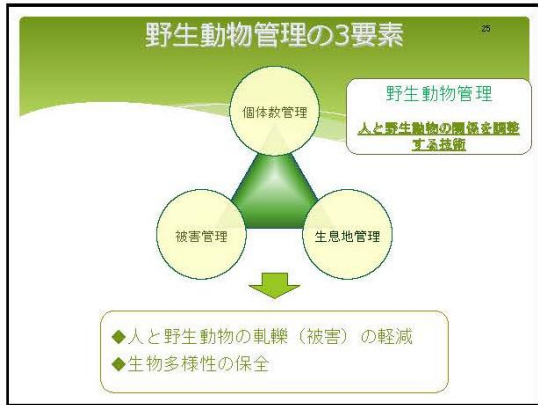 野生動物管理の3要素
25
個体数管理
野生動物管理
人と野生動物の関係を調整
する技術
被害管理
生息地管理
◆人と野生動物の軋轢（被害）の軽減
◆生物多様性の保全